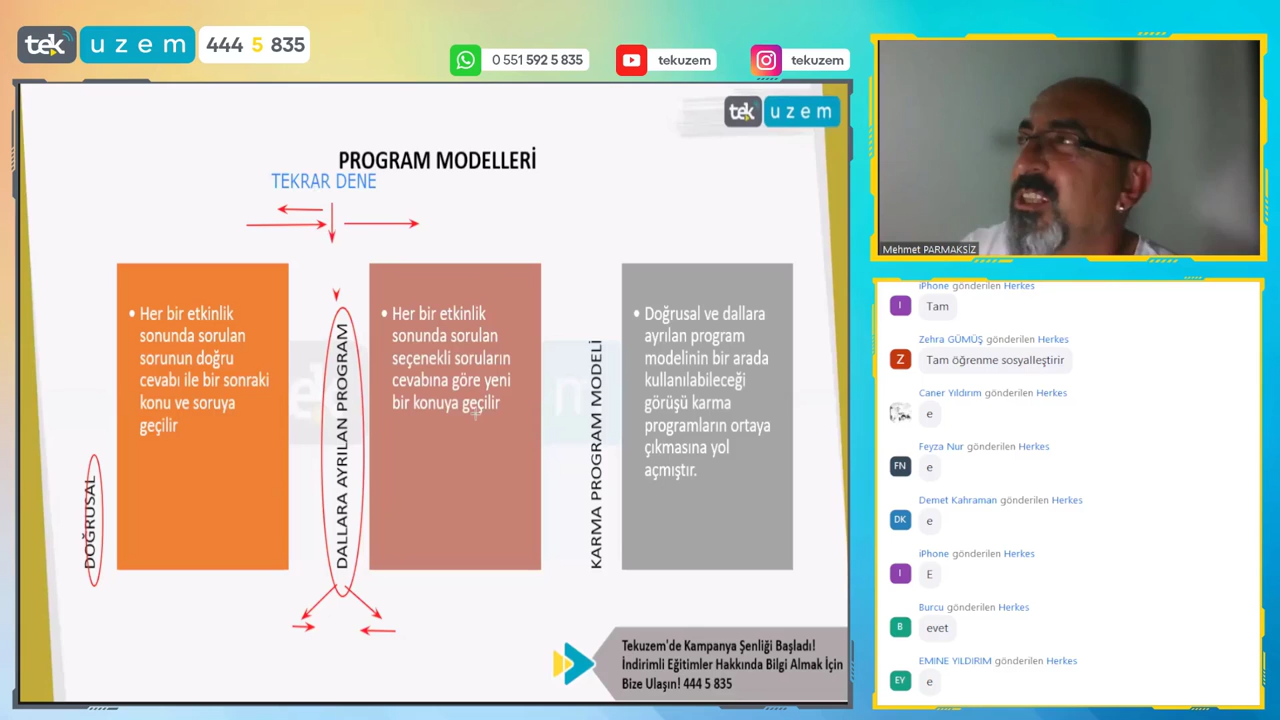 tek uzem 444 5 835
0 551 592 5 835
tekuzem
tekuzem
tek uzem
PROGRAM MODELLERİ
TEKRAR DENE
DOĞRUSAL
• Her bir etkinlik
sonunda sorulan
sorunun doğru
cevabı ile bir sonraki
konu ve soruya
geçilir
DALLARA AYRILAN PROGRAM
• Her bir etkinlik
sonunda sorulan
seçenekli soruların
cevabına göre yeni
bir konuya geçilir
KARMA PROGRAM MODELİ
• Doğrusal ve dallara
ayrılan program
modelinin bir arada
kullanılabileceği
görüşü karma
programların ortaya
çıkmasına yol
açmıştır.
Tekuzem'de Kampanya Şenliği Başladı!
İndirimli Eğitimler Hakkında Bilgi Almak İçin
Bize Ulaşın! 444 5 835
Mehmet PARMAKSİZ
iPhone gönderilen Herkes
I Tam
Zehra GÜMÜŞ gönderilen Herkes
Z Tam öğrenme sosyalleştirir
Caner Yıldırım gönderilen Herkes
e
Feyza Nur gönderilen Herkes
FN e
Demet Kahraman gönderilen Herkes
DK e
iPhone gönderilen Herkes
I E
Burcu gönderilen Herkes
B evet
EMINE YILDIRIM gönderilen Herkes
EY e